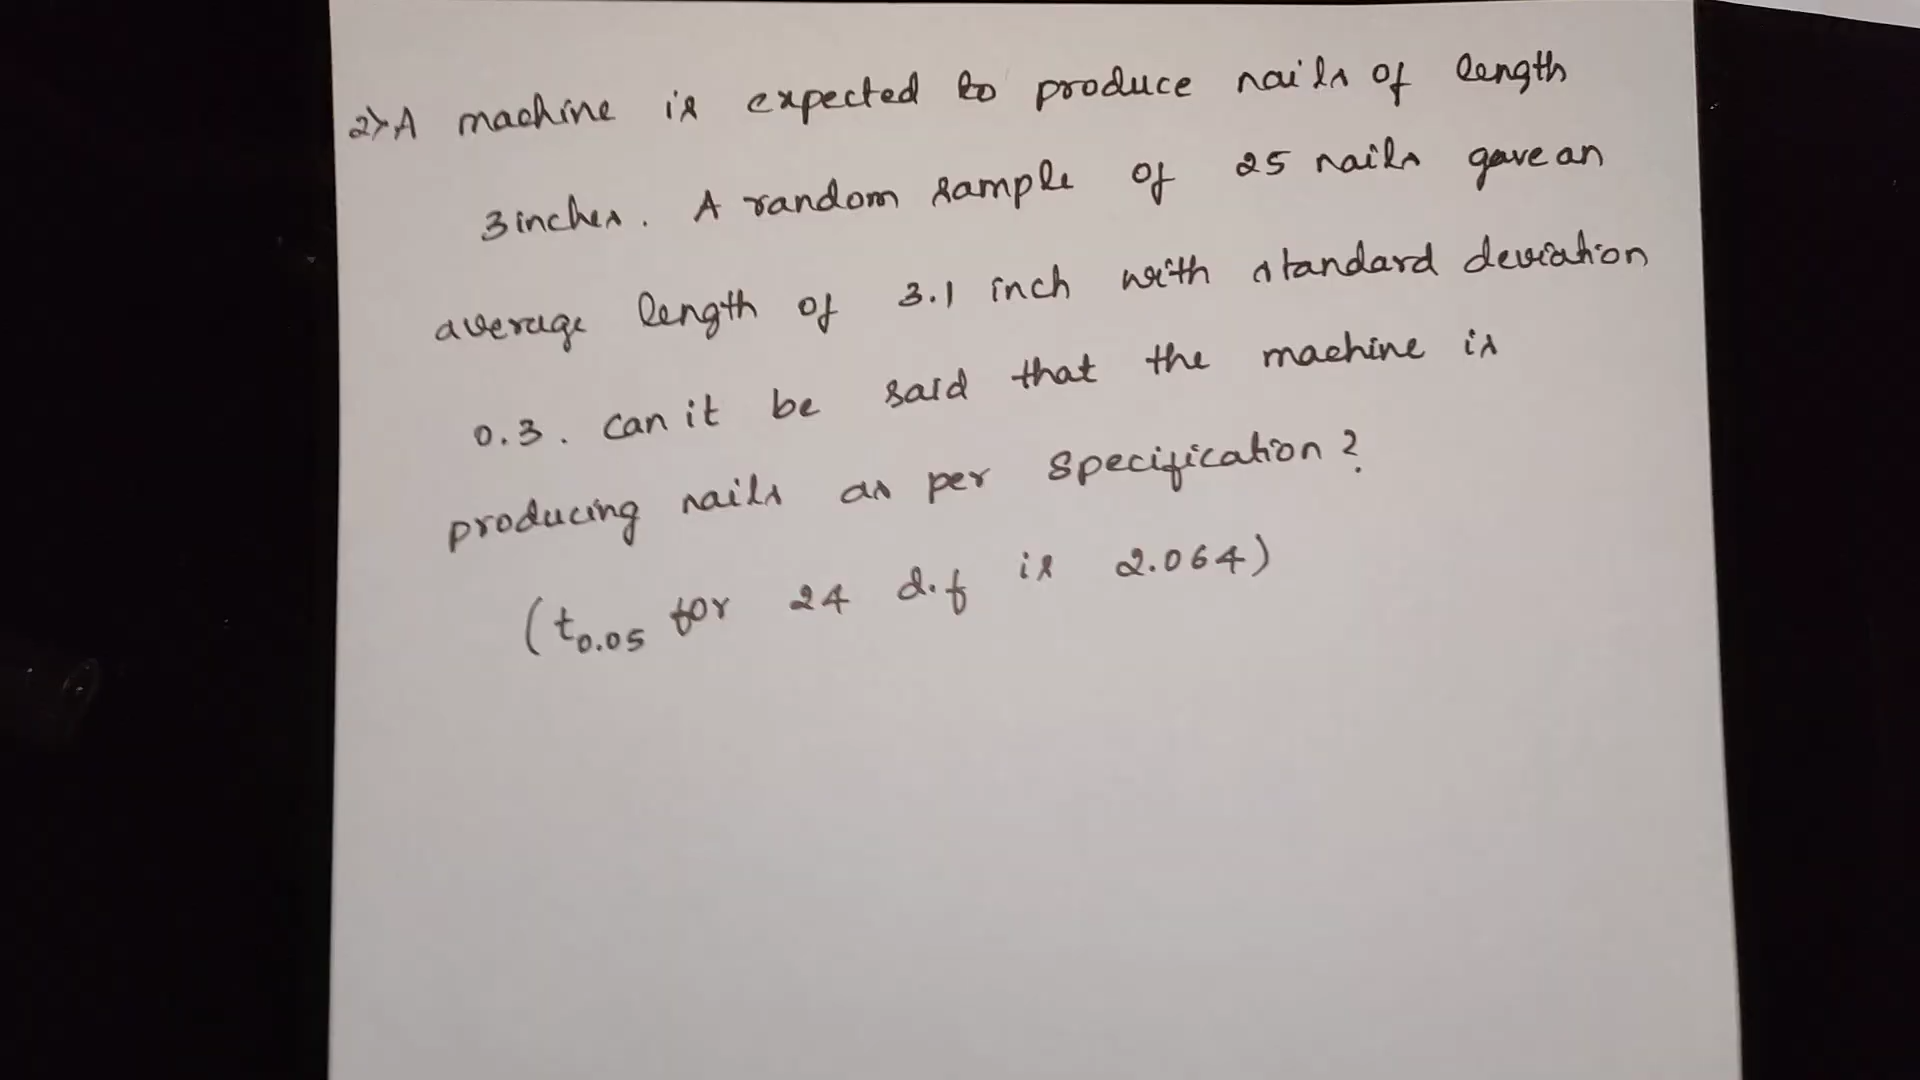 2) A machine is expected to produce nails of length
3 inches. A random sample of 25 nails gave an
average length of 3.1 inch with standard deviation
0.3. can it be said that the machine is
producing nails as per specification?
(t0.05 for 24 d.f is 2.064)